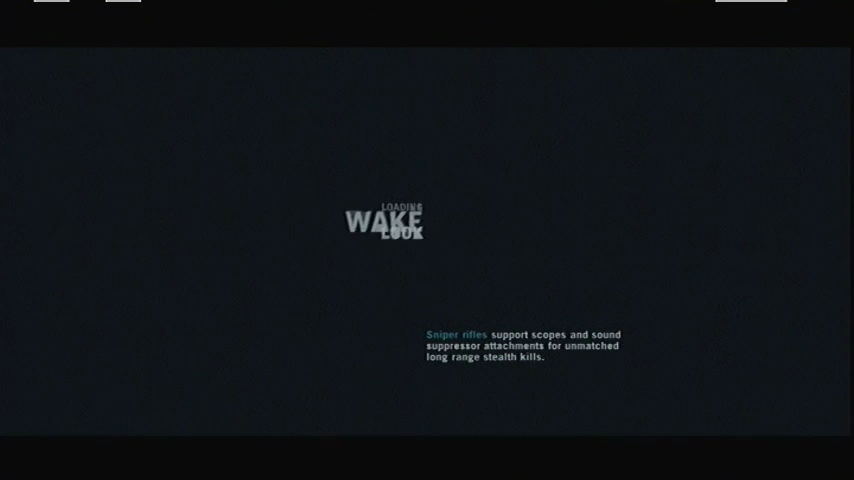 LOADING
WAKE
LOOK
Sniper rifles support scopes and sound
suppressor attachments for unmatched
long range stealth kills.